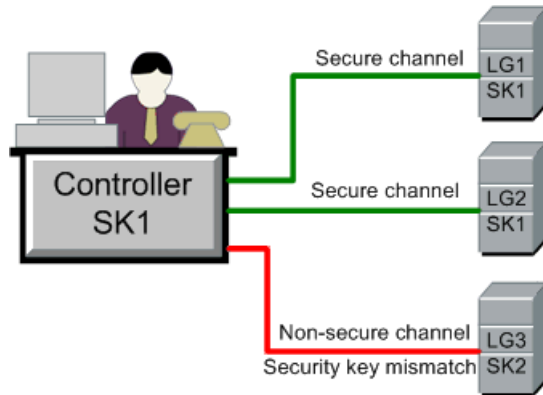 Secure channel
LG1
SK1
Controller
SK1
Secure channel
LG2
SK1
Non-secure channel
Security key mismatch
LG3
SK2